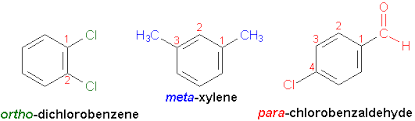 O
1 Cl
2 Cl
H₃C 3 2 1 CH₃
3 2 1 H
Cl 4
ortho-dichlorobenzene
meta-xylene
para-chlorobenzaldehyde